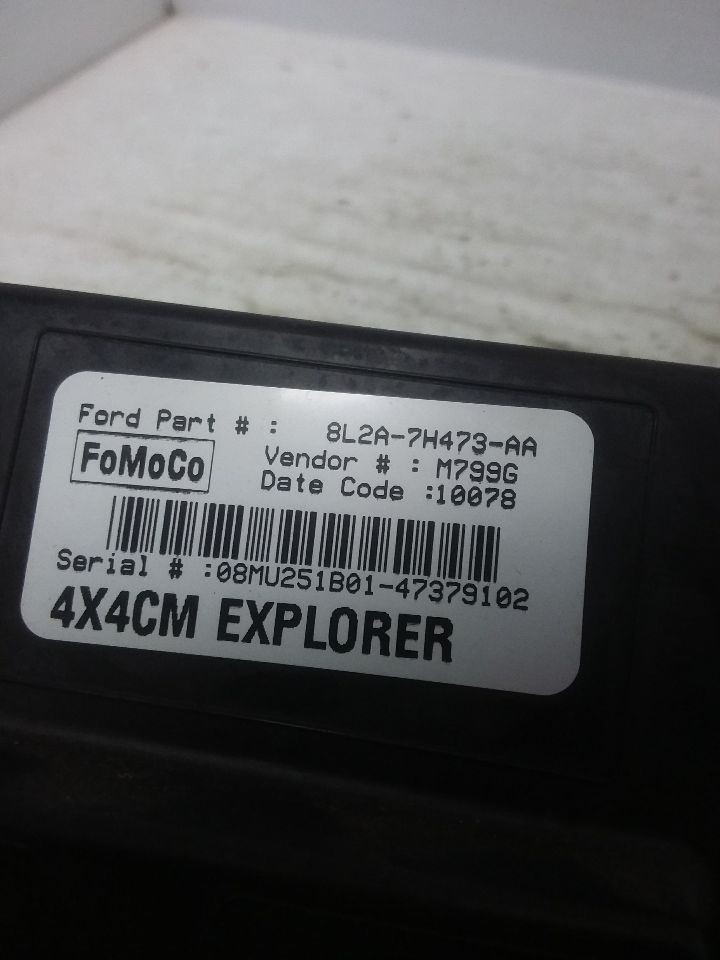 Ford Part # : 8L2A-7H473-AA
FoMoCo
Vendor # : M799G
Date Code :10078
Serial # :08MU251B01-47379102
4X4CM EXPLORER